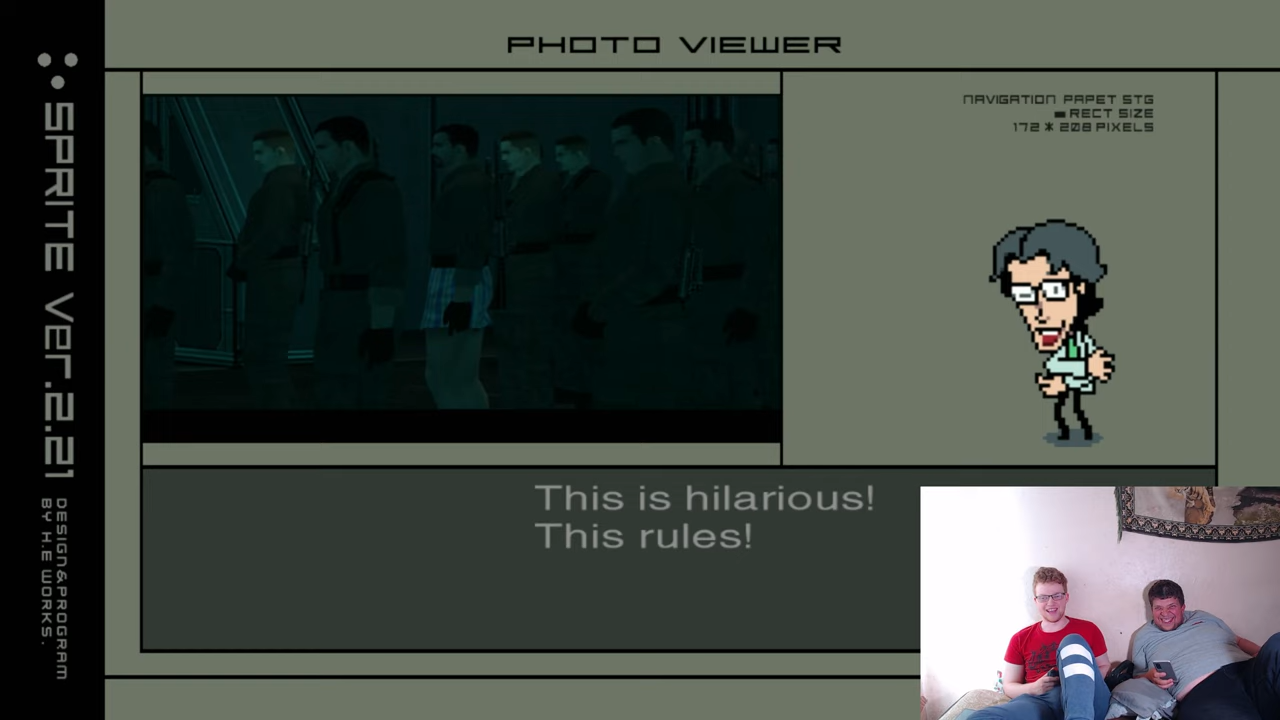 PHOTO VIEWER
SPRITE Ver.2.21
DESIGN&PROGRAM
BY H.E WORKS.
NAVIGATION PAPET STG
RECT SIZE
172 * 208 PIXELS
This is hilarious!
This rules!